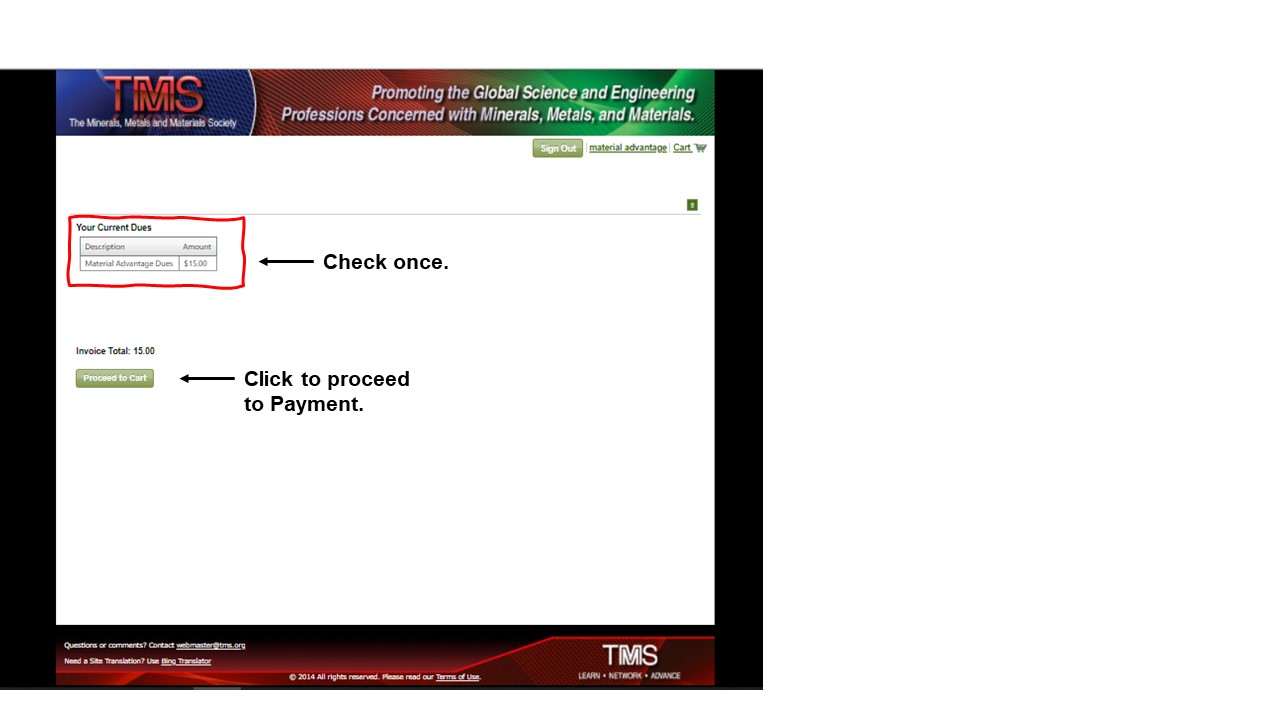 TMS
The Minerals, Metals and Materials Society
Promoting the Global Science and Engineering
Professions Concerned with Minerals, Metals, and Materials.
Sign Out | material advantage | Cart
Your Current Dues
Description Amount
Material Advantage Dues $15.00
Check once.
Invoice Total: 15.00
Proceed to Cart
Click to proceed
to Payment.
Questions or comments? Contact webmaster@tms.org
Need a Site Translation? Use Bing Translator
© 2014 All rights reserved. Please read our Terms of Use.
TMS
LEARN • NETWORK • ADVANCE